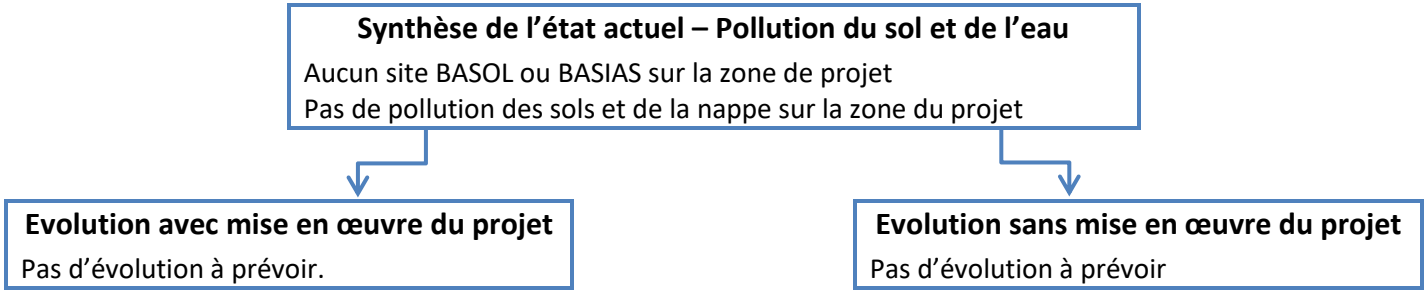 Synthèse de l’état actuel – Pollution du sol et de l’eau
Aucun site BASOL ou BASIAS sur la zone de projet
Pas de pollution des sols et de la nappe sur la zone du projet
Evolution avec mise en œuvre du projet
Pas d’évolution à prévoir.
Evolution sans mise en œuvre du projet
Pas d’évolution à prévoir